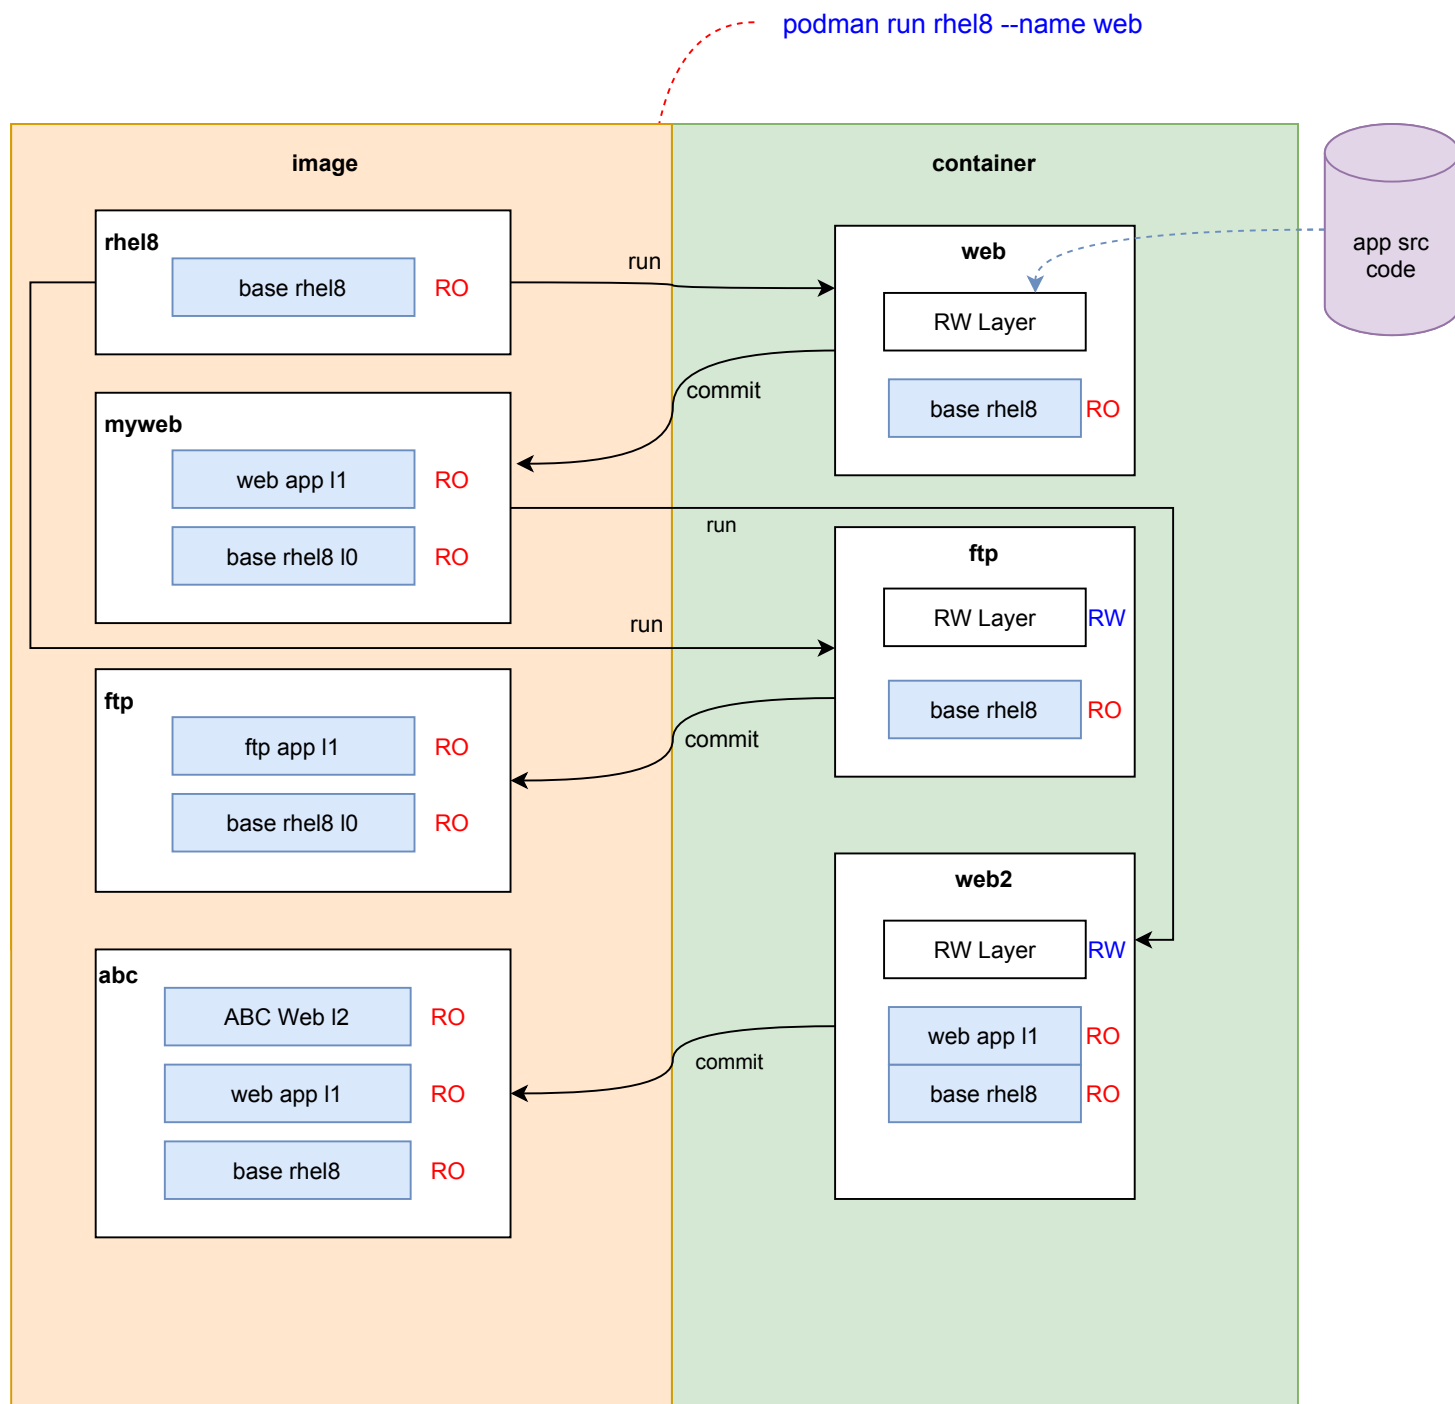 podman run rhel8 --name web
image
container
rhel8
base rhel8 RO
run
web
RW Layer
base rhel8 RO
app src
code
commit
myweb
web app l1 RO
base rhel8 l0 RO
run
ftp
RW Layer RW
base rhel8 RO
run
ftp
ftp app l1 RO
base rhel8 l0 RO
commit
web2
RW Layer RW
web app l1 RO
base rhel8 RO
abc
ABC Web l2 RO
web app l1 RO
base rhel8 RO
commit